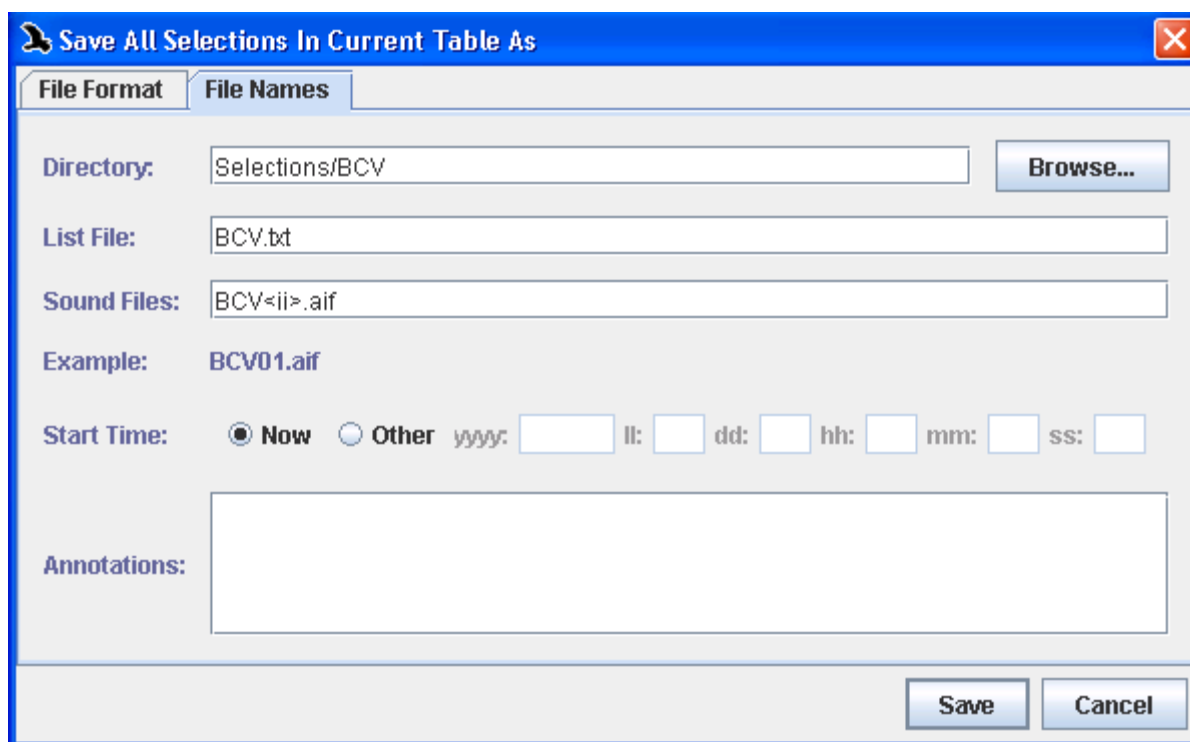 Save All Selections In Current Table As
File Format File Names
Directory: Selections/BCV Browse...
List File: BCV.txt
Sound Files: BCV<ii>.aif
Example: BCV01.aif
Start Time: Now Other yyyy: ll: dd: hh: mm: ss:
Annotations:
Save Cancel